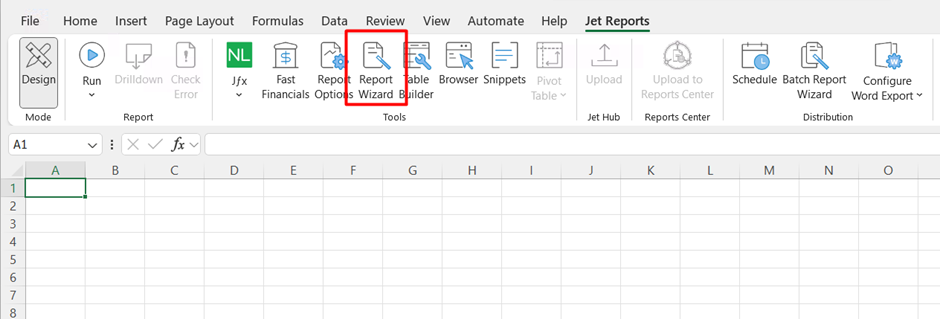 File Home Insert Page Layout Formulas Data Review View Automate Help Jet Reports
Design Run Drilldown Check Error NL Jƒx Fast Financials Report Options Report Wizard Table Builder Browser Snippets Pivot Table Upload Upload to Reports Center Schedule Batch Report Wizard Configure Word Export
Mode Report Tools Jet Hub Reports Center Distribution
A1 fx
A B C D E F G H I J K L M N O
1
2
3
4
5
6
7
8